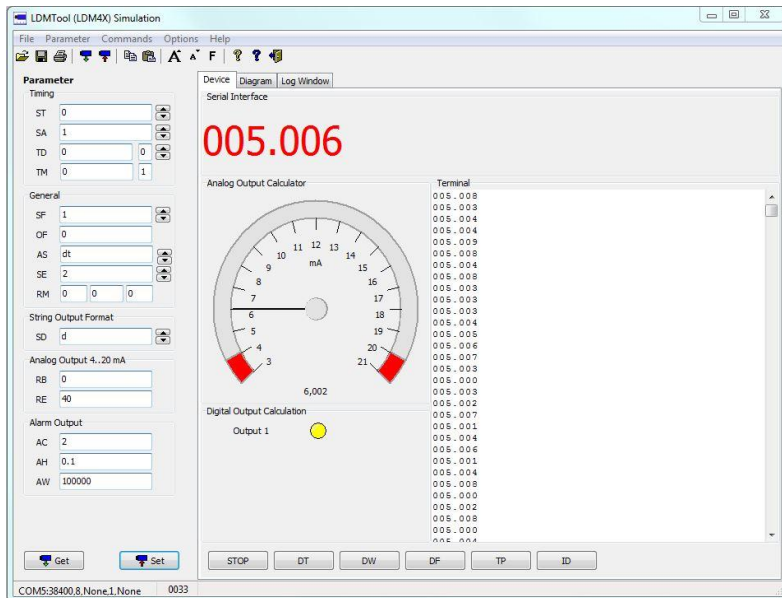 LDMTool (LDM4X) Simulation
File Parameter Commands Options Help
A A F ? ?
Parameter
Timing
ST 0
SA 1
TD 0 0
TM 0 1
General
SF 1
OF 0
AS dt
SE 2
RM 0 0 0
String Output Format
SD d
Analog Output 4..20 mA
RB 0
RE 40
Alarm Output
AC 2
AH 0.1
AW 100000
Get Set
Device Diagram Log Window
Serial Interface
005.006
Analog Output Calculator
3 4 5 6 7 8 9 10 11 12 13 14 15 16 17 18 19 20 21
mA
6,002
Digital Output Calculation
Output 1
Terminal
005.008
005.003
005.004
005.004
005.009
005.008
005.004
005.008
005.003
005.003
005.003
005.004
005.005
005.006
005.007
005.003
005.000
005.003
005.002
005.007
005.001
005.004
005.006
005.001
005.004
005.008
005.000
005.002
005.008
005.000
005.004
STOP DT DW DF TP ID
COM5:38400,8,None,1,None 0033